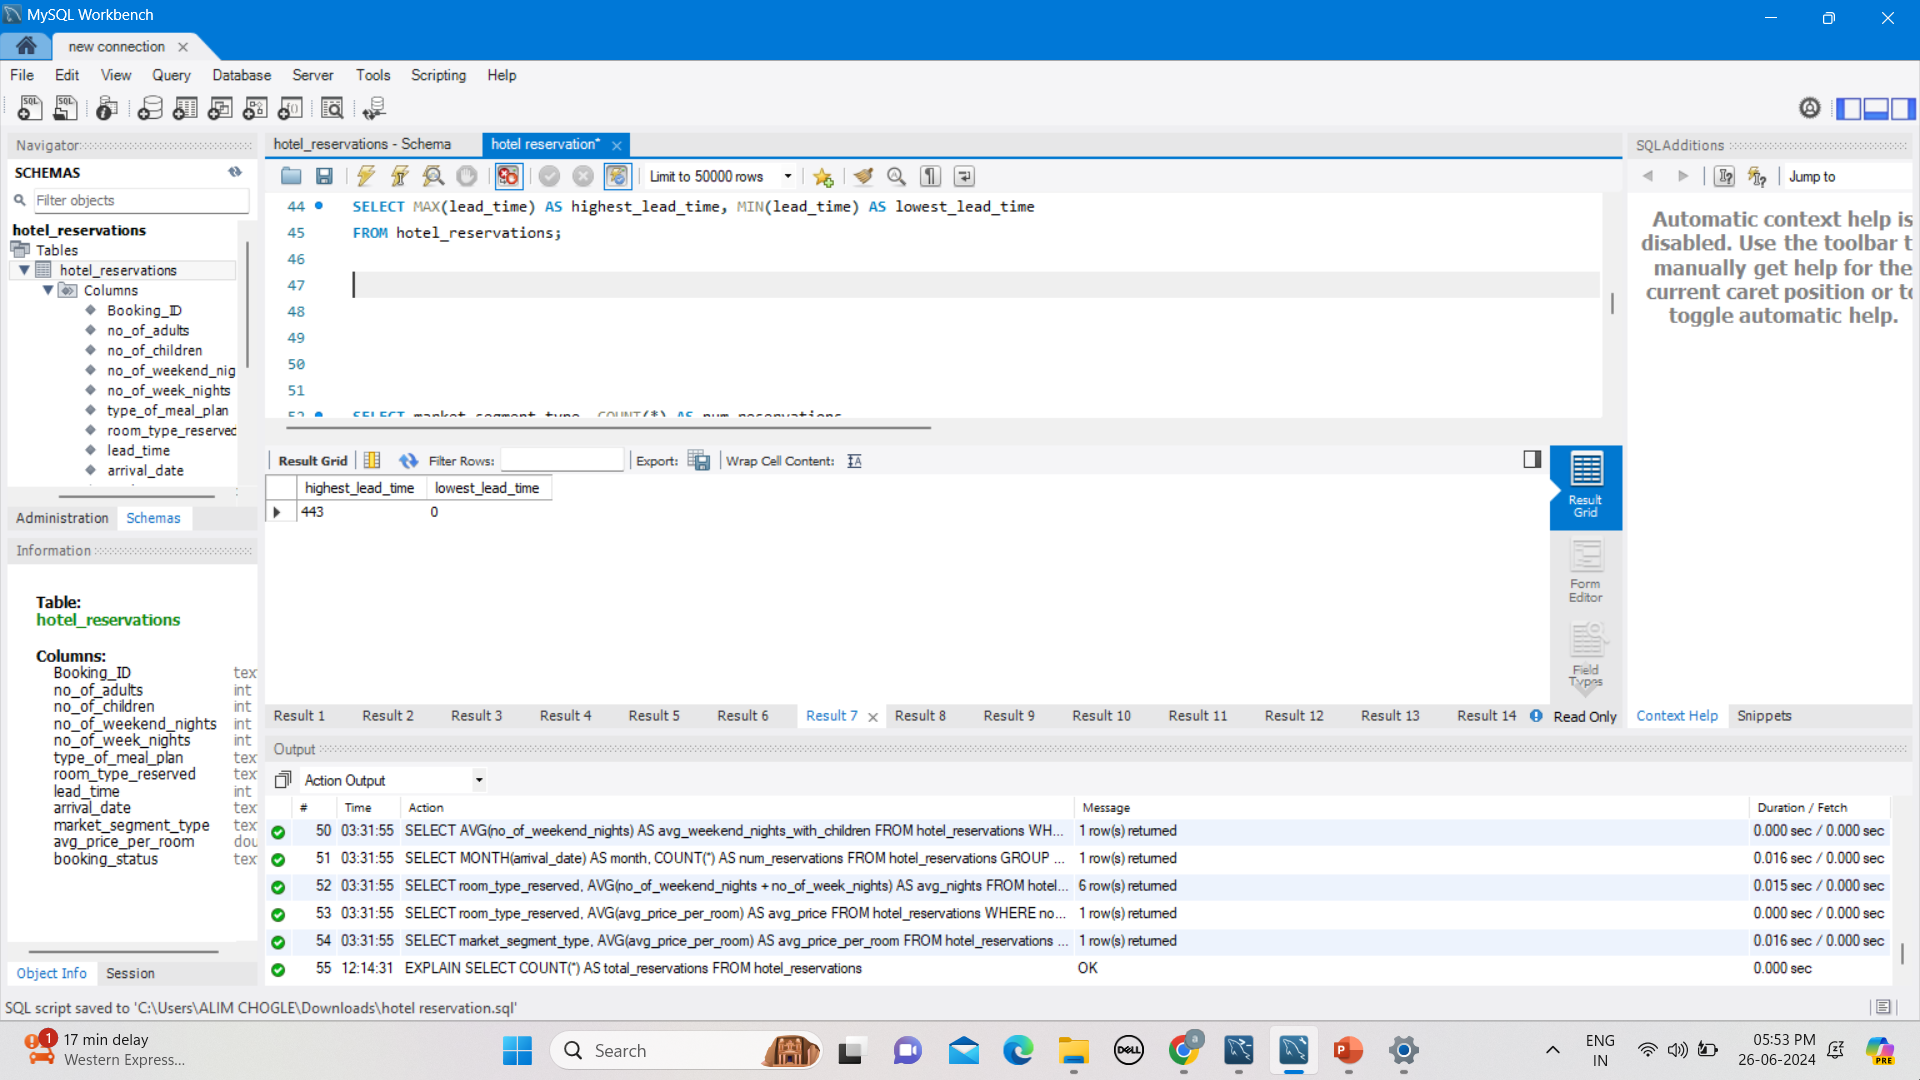 MySQL Workbench
new connection
File Edit View Query Database Server Tools Scripting Help
Navigator
SCHEMAS
Filter objects
hotel_reservations
Tables
hotel_reservations
Columns
Booking_ID
no_of_adults
no_of_children
no_of_weekend_nig
no_of_week_nights
type_of_meal_plan
room_type_reserved
lead_time
arrival_date
Administration Schemas
Information
Table:
hotel_reservations
Columns:
Booking_ID tex
no_of_adults int
no_of_children int
no_of_weekend_nights int
no_of_week_nights int
type_of_meal_plan tex
room_type_reserved tex
lead_time int
arrival_date tex
market_segment_type tex
avg_price_per_room dou
booking_status tex
Object Info Session
hotel_reservations - Schema hotel reservation*
Limit to 50000 rows
44 SELECT MAX(lead_time) AS highest_lead_time, MIN(lead_time) AS lowest_lead_time
45 FROM hotel_reservations;
46
47
48
49
50
51
52 SELECT market_segment_type, COUNT(*) AS num_reservations
Result Grid Filter Rows: Export: Wrap Cell Content:
highest_lead_time lowest_lead_time
443 0
Result Grid
Form Editor
Field Types
Result 1 Result 2 Result 3 Result 4 Result 5 Result 6 Result 7 Result 8 Result 9 Result 10 Result 11 Result 12 Result 13 Result 14 Read Only
SQLAdditions
Jump to
Automatic context help is
disabled. Use the toolbar t
manually get help for the
current caret position or to
toggle automatic help.
Context Help Snippets
Output
Action Output
# Time Action Message Duration / Fetch
50 03:31:55 SELECT AVG(no_of_weekend_nights) AS avg_weekend_nights_with_children FROM hotel_reservations WH... 1 row(s) returned 0.000 sec / 0.000 sec
51 03:31:55 SELECT MONTH(arrival_date) AS month, COUNT(*) AS num_reservations FROM hotel_reservations GROUP ... 1 row(s) returned 0.016 sec / 0.000 sec
52 03:31:55 SELECT room_type_reserved, AVG(no_of_weekend_nights + no_of_week_nights) AS avg_nights FROM hotel... 6 row(s) returned 0.015 sec / 0.000 sec
53 03:31:55 SELECT room_type_reserved, AVG(avg_price_per_room) AS avg_price FROM hotel_reservations WHERE no... 1 row(s) returned 0.000 sec / 0.000 sec
54 03:31:55 SELECT market_segment_type, AVG(avg_price_per_room) AS avg_price_per_room FROM hotel_reservations ... 1 row(s) returned 0.016 sec / 0.000 sec
55 12:14:31 EXPLAIN SELECT COUNT(*) AS total_reservations FROM hotel_reservations OK 0.000 sec
SQL script saved to 'C:\Users\ALIM CHOGLE\Downloads\hotel reservation.sql'
1 17 min delay
Western Express...
Search
DELL
a
ENG
IN
05:53 PM
26-06-2024
PRE